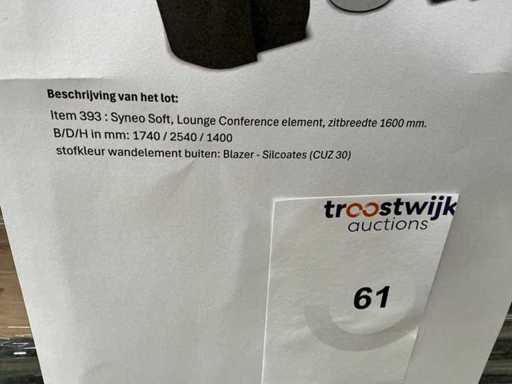 Beschrijving van het lot:
Item 393 : Syneo Soft, Lounge Conference element, zitbreedte 1600 mm.
B/D/H in mm: 1740 / 2540 / 1400
stofkleur wandelement buiten: Blazer - Silcoates (CUZ 30)
troostwijk
auctions
61